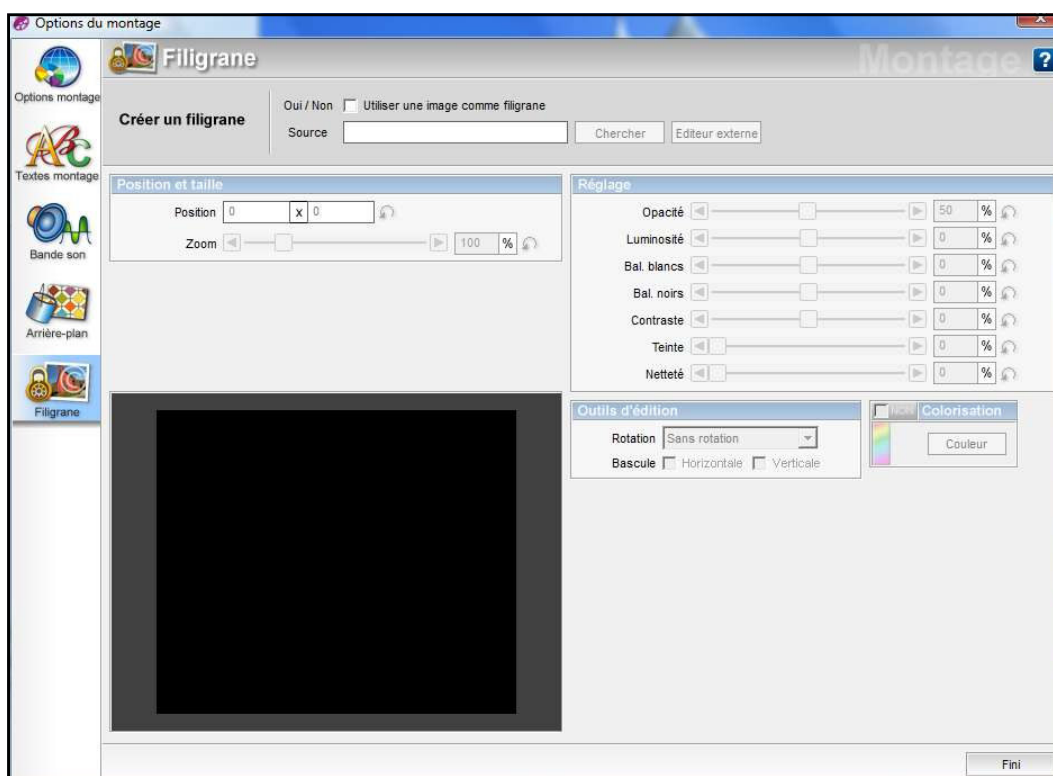 Options du montage
X
Filigrane
Montage
?
Options montage
Textes montage
Bande son
Arrière-plan
Filigrane
Créer un filigrane
Oui / Non Utiliser une image comme filigrane
Source Chercher Editeur externe
Position et taille
Position 0 x 0
Zoom 100 %
Réglage
Opacité 50 %
Luminosité 0 %
Bal. blancs 0 %
Bal. noirs 0 %
Contraste 0 %
Teinte 0 %
Netteté 0 %
Outils d'édition
Rotation Sans rotation
Bascule Horizontale Verticale
Colorisation
Couleur
Fini